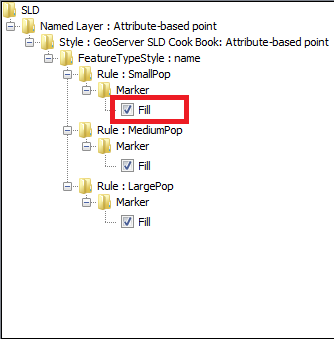 SLD
Named Layer : Attribute-based point
Style : GeoServer SLD Cook Book: Attribute-based point
FeatureTypeStyle : name
Rule : SmallPop
Marker
Fill
Rule : MediumPop
Marker
Fill
Rule : LargePop
Marker
Fill